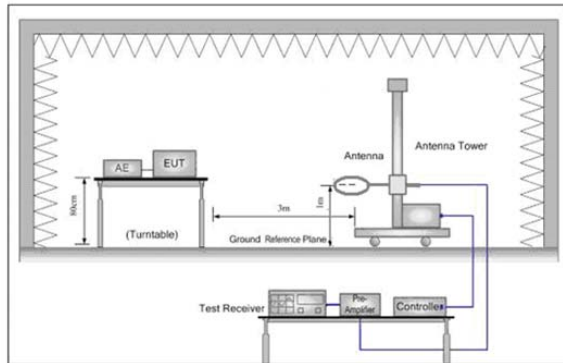 Antenna Tower
Antenna
AE
EUT
80cm
(Turntable)
3m
1m
Ground Reference Plane
Test Receiver
Pre-
Amplifier
Controller